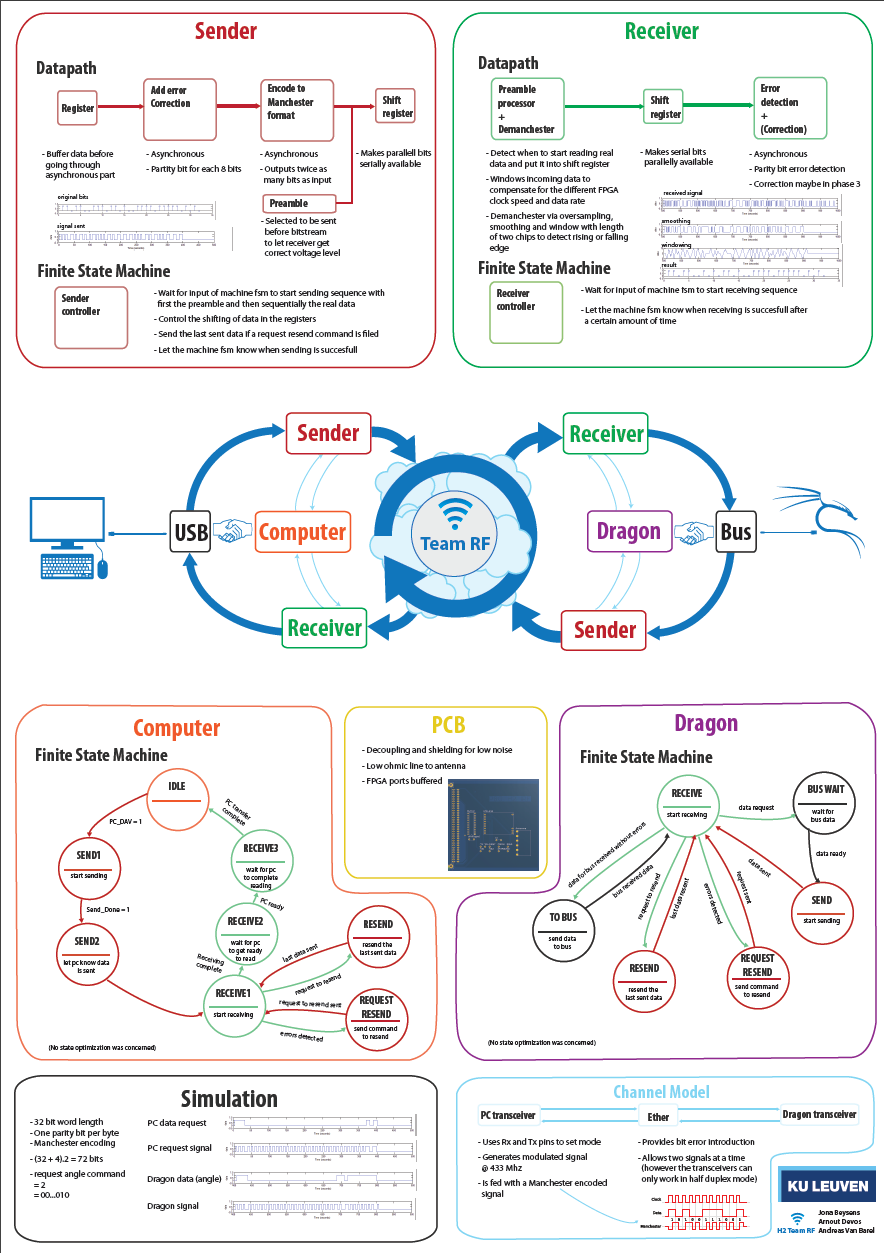 Sender
Datapath
Register
Add error
Correction
Encode to
Manchester
format
Shift
register
- Buffer data before
going through
asynchronous part
- Asynchronous
- Partity bit for each 8 bits
- Asynchronous
- Outputs twice as
many bits as input
- Makes parallell bits
serially available
Preamble
- Selected to be sent
before bitstream
to let receiver get
correct voltage level
original bits
signal sent
Finite State Machine
Sender
controller
- Wait for input of machine fsm to start sending sequence with
first the preamble and then sequentially the real data
- Control the shifting of data in the registers
- Send the last sent data if a request resend command is filed
- Let the machine fsm know when sending is succesfull
Receiver
Datapath
Preamble
processor
+
Demanchester
Shift
register
Error
detection
+
(Correction)
- Detect when to start reading real
data and put it into shift register
- Windows incoming data to
compensate for the different FPGA
clock speed and data rate
- Demanchester via oversampling,
smoothing and window with length
of two chips to detect rising or falling
edge
- Makes serial bits
parallelly available
- Asynchronous
- Parity bit error detection
- Correction maybe in phase 3
received signal
smoothing
windowing
result
Finite State Machine
Receiver
controller
- Wait for input of machine fsm to start receiving sequence
- Let the machine fsm know when receiving is succesfull after
a certain amount of time
Sender
Receiver
USB
Computer
Team RF
Dragon
Bus
Receiver
Sender
Computer
Finite State Machine
IDLE
PC_DAV = 1
PC transfer
complete
SEND1
start sending
RECEIVE3
wait for pc
to complete
reading
Send_Done = 1
PC ready
SEND2
let pc know data
is sent
RECEIVE2
wait for pc
to get ready
to read
Receiving
complete
RESEND
resend the
last sent data
last data sent
request to resend
RECEIVE1
start receiving
request to resend sent
errors detected
REQUEST
RESEND
send command
to resend
(No state optimization was concerned)
PCB
- Decoupling and shielding for low noise
- Low ohmic line to antenna
- FPGA ports buffered
Dragon
Finite State Machine
RECEIVE
start receiving
data request
BUS WAIT
wait for
bus data
data ready
data for bus received without errors
bus received data
request to resend
last data resent
errors detected
request sent
data sent
SEND
start sending
TO BUS
send data
to bus
RESEND
resend the
last sent data
REQUEST
RESEND
send command
to resend
(No state optimization was concerned)
Simulation
- 32 bit word length
- One parity bit per byte
- Manchester encoding
- (32 + 4).2 = 72 bits
- request angle command
= 2
= 00...010
PC data request
PC request signal
Dragon data (angle)
Dragon signal
Channel Model
PC transceiver
Ether
Dragon transceiver
- Uses Rx and Tx pins to set mode
- Generates modulated signal
@ 433 Mhz
- Is fed with a Manchester encoded
signal
- Provides bit error introduction
- Allows two signals at a time
(however the transceivers can
only work in half duplex mode)
Clock
Data
1 0 1 0 0 1 1 1 0 0 1
Manchester
KU LEUVEN
H2 Team RF
Jona Beysens
Arnout Devos
Andreas Van Barel